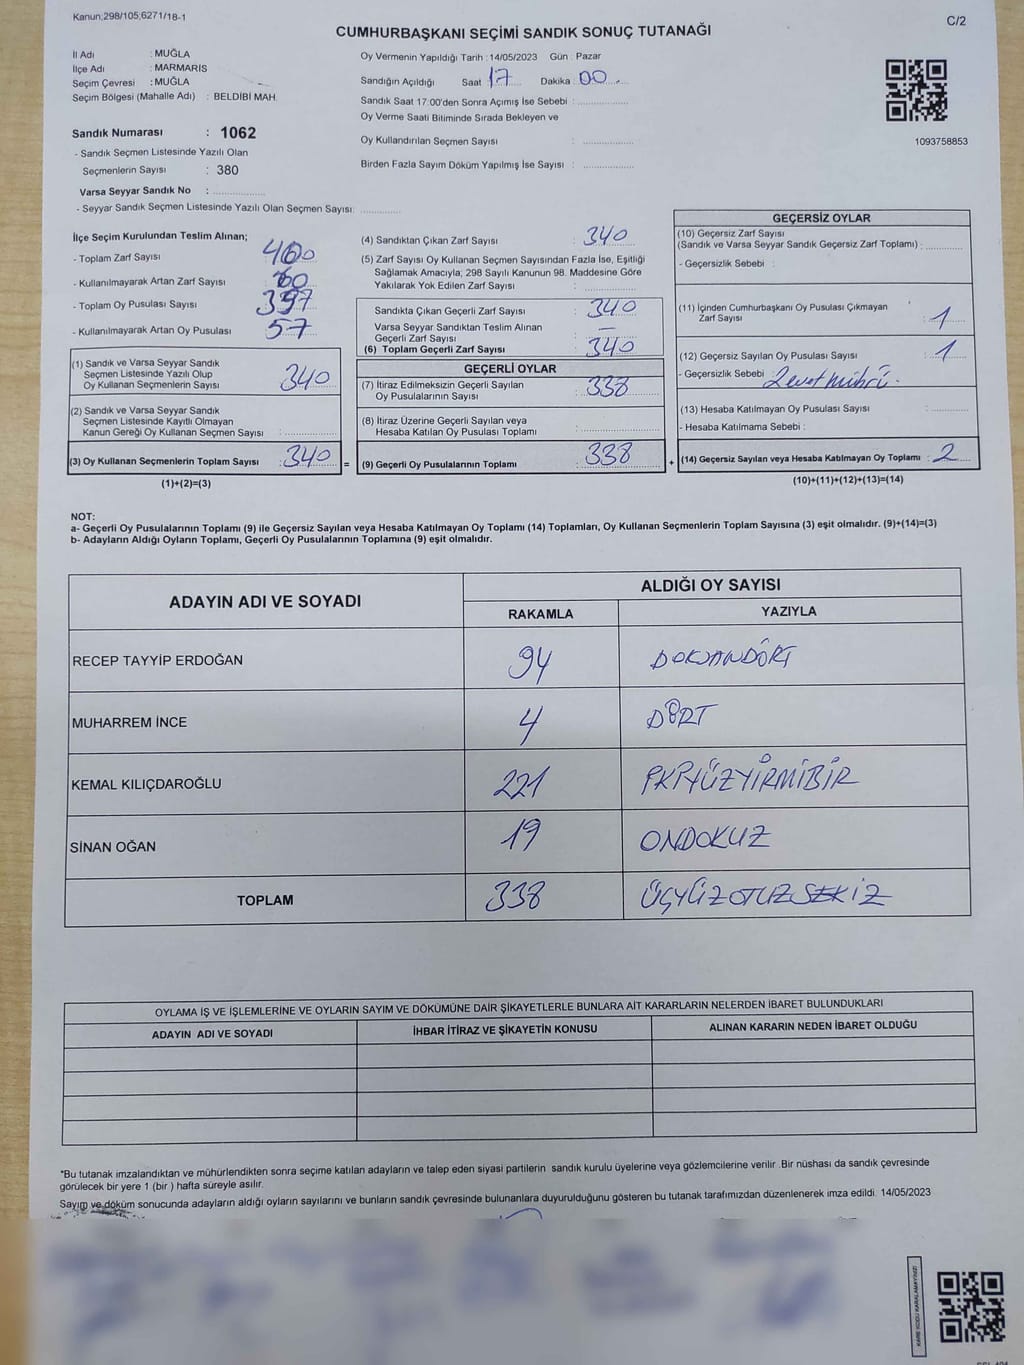 Kanun;298/105;6271/18-1
C/2
CUMHURBAŞKANI SEÇİMİ SANDIK SONUÇ TUTANAĞI
İl Adı : MUĞLA
İlçe Adı : MARMARİS
Seçim Çevresi : MUĞLA
Seçim Bölgesi (Mahalle Adı) : BELDİBİ MAH.
Sandık Numarası : 1062
- Sandık Seçmen Listesinde Yazılı Olan
Seçmenlerin Sayısı : 380
Varsa Seyyar Sandık No :
- Seyyar Sandık Seçmen Listesinde Yazılı Olan Seçmen Sayısı:
Oy Vermenin Yapıldığı Tarih : 14/05/2023 Gün : Pazar
Sandığın Açıldığı Saat 17 Dakika 00
Sandık Saat 17:00'den Sonra Açımış İse Sebebi :
Oy Verme Saati Bitiminde Sırada Bekleyen ve
Oy Kullandırılan Seçmen Sayısı :
Birden Fazla Sayım Döküm Yapılmış İse Sayısı :
1093758853
İlçe Seçim Kurulundan Teslim Alınan;
- Toplam Zarf Sayısı 400
- Kullanılmayarak Artan Zarf Sayısı 60
- Toplam Oy Pusulası Sayısı 397
- Kullanılmayarak Artan Oy Pusulası 57
(1) Sandık ve Varsa Seyyar Sandık
Seçmen Listesinde Yazılı Olup
Oy Kullanan Seçmenlerin Sayısı 340
(2) Sandık ve Varsa Seyyar Sandık
Seçmen Listesinde Kayıtlı Olmayan
Kanun Gereği Oy Kullanan Seçmen Sayısı :
(3) Oy Kullanan Seçmenlerin Toplam Sayısı : 340 =
(1)+(2)=(3)
(4) Sandıktan Çıkan Zarf Sayısı : 340
(5) Zarf Sayısı Oy Kullanan Seçmen Sayısından Fazla İse, Eşitliği
Sağlamak Amacıyla; 298 Sayılı Kanunun 98. Maddesine Göre
Yakılarak Yok Edilen Zarf Sayısı :
Sandıkta Çıkan Geçerli Zarf Sayısı : 340
Varsa Seyyar Sandıktan Teslim Alınan
Geçerli Zarf Sayısı : —
(6) Toplam Geçerli Zarf Sayısı : 340
GEÇERLİ OYLAR
(7) İtiraz Edilmeksizin Geçerli Sayılan
Oy Pusulalarının Sayısı : 338
(8) İtiraz Üzerine Geçerli Sayılan veya
Hesaba Katılan Oy Pusulası Toplamı :
(9) Geçerli Oy Pusulalarının Toplamı : 338 +
GEÇERSİZ OYLAR
(10) Geçersiz Zarf Sayısı
(Sandık ve Varsa Seyyar Sandık Geçersiz Zarf Toplamı) :
- Geçersizlik Sebebi :
(11) İçinden Cumhurbaşkanı Oy Pusulası Çıkmayan
Zarf Sayısı : 1
(12) Geçersiz Sayılan Oy Pusulası Sayısı : 1
- Geçersizlik Sebebi : 2 evet mührü.
(13) Hesaba Katılmayan Oy Pusulası Sayısı :
- Hesaba Katılmama Sebebi :
(14) Geçersiz Sayılan veya Hesaba Katılmayan Oy Toplamı : 2
(10)+(11)+(12)+(13)=(14)
NOT:
a- Geçerli Oy Pusulalarının Toplamı (9) ile Geçersiz Sayılan veya Hesaba Katılmayan Oy Toplamı (14) Toplamları, Oy Kullanan Seçmenlerin Toplam Sayısına (3) eşit olmalıdır. (9)+(14)=(3)
b- Adayların Aldığı Oyların Toplamı, Geçerli Oy Pusulalarının Toplamına (9) eşit olmalıdır.
ADAYIN ADI VE SOYADI ALDIĞI OY SAYISI
RAKAMLA YAZIYLA
RECEP TAYYİP ERDOĞAN 94 DOKSANDÖRT
MUHARREM İNCE 4 DÖRT
KEMAL KILIÇDAROĞLU 221 İKİYÜZYİRMİBİR
SİNAN OĞAN 19 ONDOKUZ
TOPLAM 338 ÜÇYÜZOTUZSEKİZ
OYLAMA İŞ VE İŞLEMLERİNE VE OYLARIN SAYIM VE DÖKÜMÜNE DAİR ŞİKAYETLERLE BUNLARA AİT KARARLARIN NELERDEN İBARET BULUNDUKLARI
ADAYIN ADI VE SOYADI İHBAR İTİRAZ VE ŞİKAYETİN KONUSU ALINAN KARARIN NEDEN İBARET OLDUĞU
*Bu tutanak imzalandıktan ve mühürlendikten sonra seçime katılan adayların ve talep eden siyasi partilerin sandık kurulu üyelerine veya gözlemcilerine verilir .Bir nüshası da sandık çevresinde
görülecek bir yere 1 (bir ) hafta süreyle asılır.
Sayım ve döküm sonucunda adayların aldığı oyların sayılarını ve bunların sandık çevresinde bulunanlara duyurulduğunu gösteren bu tutanak tarafımızdan düzenlenerek imza edildi. 14/05/2023
KARE KODU KARALAMAYINIZ!